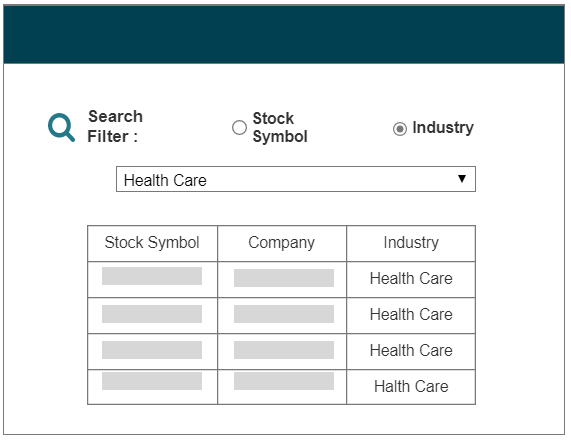 Search
Filter :
Stock
Symbol
Industry
Health Care
Stock Symbol Company Industry
Health Care
Health Care
Health Care
Halth Care